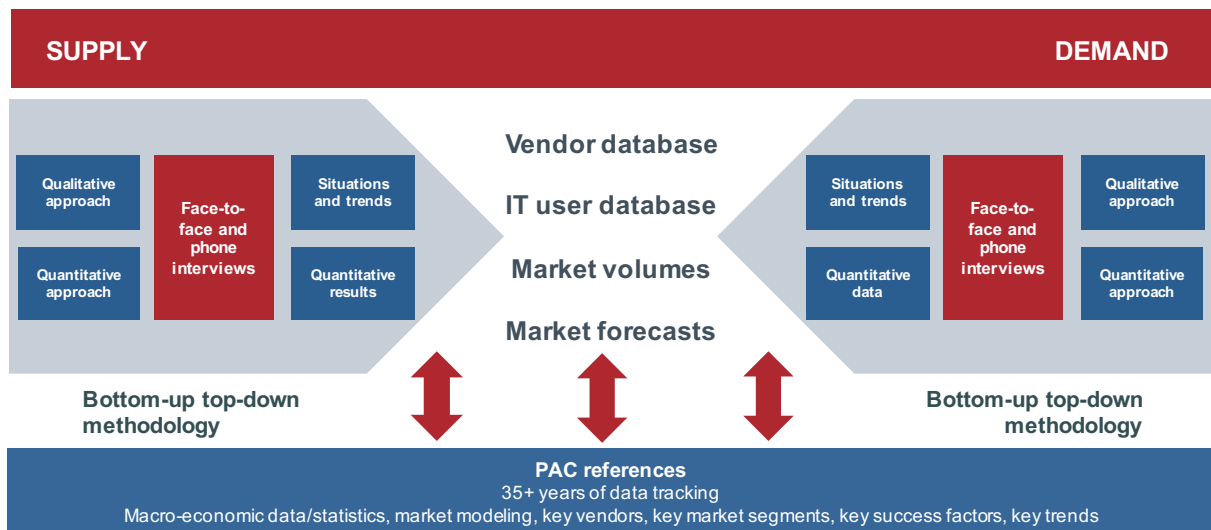 SUPPLY
DEMAND
Qualitative
approach
Quantitative
approach
Face-to-
face and
phone
interviews
Situations
and trends
Quantitative
results
Vendor database
IT user database
Market volumes
Market forecasts
Situations
and trends
Quantitative
data
Face-to-
face and
phone
interviews
Qualitative
approach
Quantitative
approach
Bottom-up top-down
methodology
Bottom-up top-down
methodology
PAC references
35+ years of data tracking
Macro-economic data/statistics, market modeling, key vendors, key market segments, key success factors, key trends